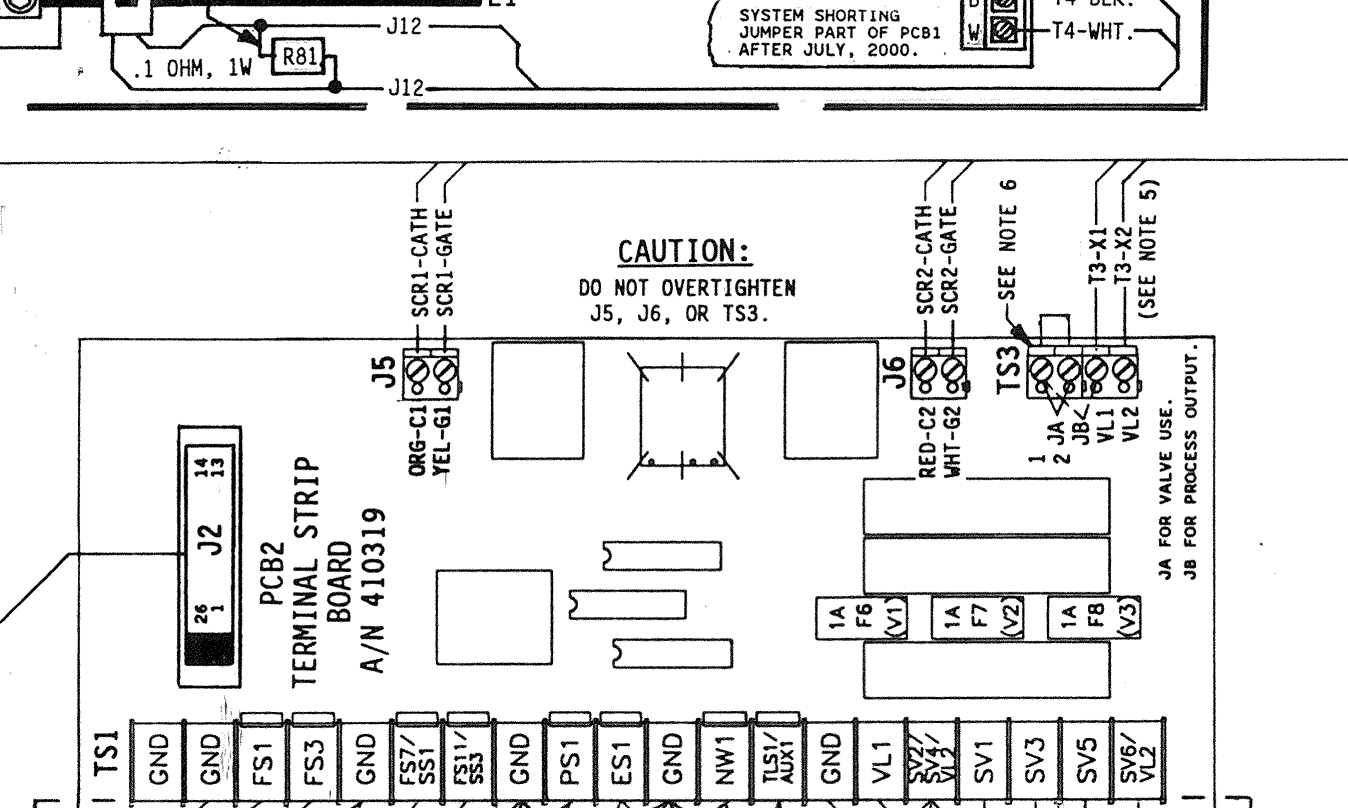 E1
J12
R81
.1 OHM, 1W
J12
SYSTEM SHORTING
JUMPER PART OF PCB1
AFTER JULY, 2000.
W
T4-WHT.
SCR1-CATH
SCR1-GATE
CAUTION:
DO NOT OVERTIGHTEN
J5, J6, OR TS3.
SCR2-CATH
SCR2-GATE
SEE NOTE 6
T3-X1
T3-X2
(SEE NOTE 5)
J5
ORG-C1
YEL-G1
J6
RED-C2
WHT-G2
TS3
1
2
JA
JB
VL1
VL2
JA FOR VALVE USE.
JB FOR PROCESS OUTPUT.
14
13
J2
26
1
PCB2
TERMINAL STRIP
BOARD
A/N 410319
1A
F6
(V1)
1A
F7
(V2)
1A
F8
(V3)
TS1
GND
GND
FS1
FS3
GND
FS7/
SS1
FS11/
SS3
GND
PS1
ES1
GND
NW1
TLS1/
AUX1
GND
VL1
SV2/
SV4/
VL2
SV1
SV3
SV5
SV6/
VL2